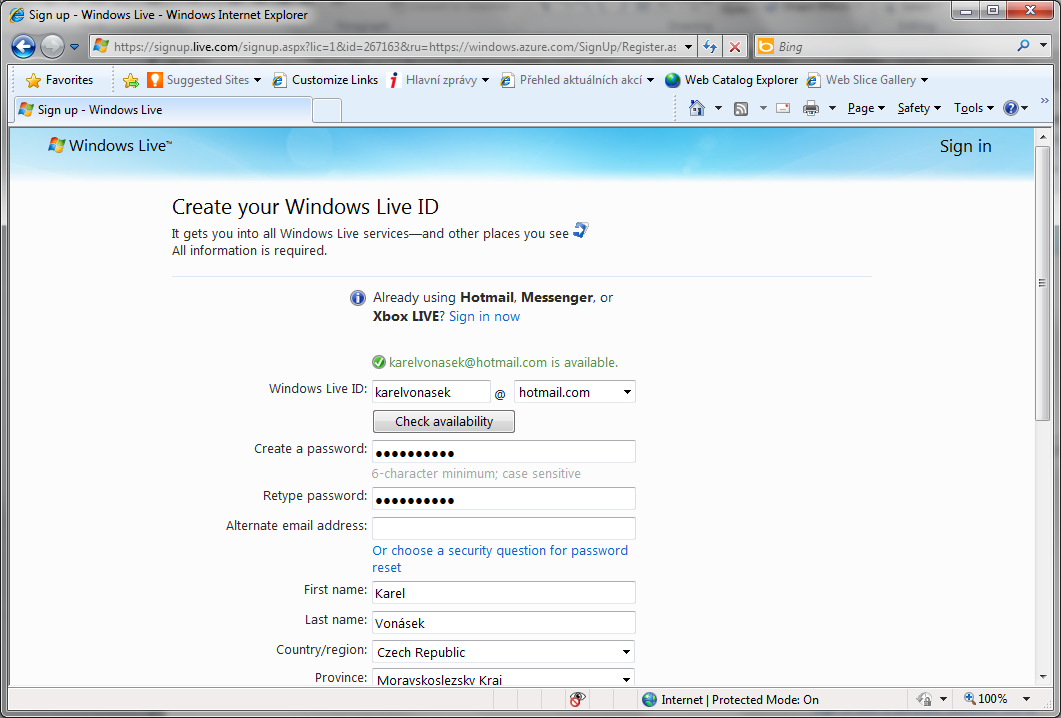 Sign up - Windows Live - Windows Internet Explorer
https://signup.live.com/signup.aspx?lic=1&id=267163&ru=https://windows.azure.com/SignUp/Register.as
Bing
Favorites Suggested Sites Customize Links Hlavní zprávy Přehled aktuálních akcí Web Catalog Explorer Web Slice Gallery
Sign up - Windows Live
Page Safety Tools
Windows Live™ Sign in
Create your Windows Live ID
It gets you into all Windows Live services—and other places you see
All information is required.
Already using Hotmail, Messenger, or
Xbox LIVE? Sign in now
karelvonasek@hotmail.com is available.
Windows Live ID: karelvonasek @ hotmail.com
Check availability
Create a password: ●●●●●●●●●●
6-character minimum; case sensitive
Retype password: ●●●●●●●●●●
Alternate email address:
Or choose a security question for password
reset
First name: Karel
Last name: Vonásek
Country/region: Czech Republic
Province: Moravskoslezsky Kraj
Internet | Protected Mode: On 100%